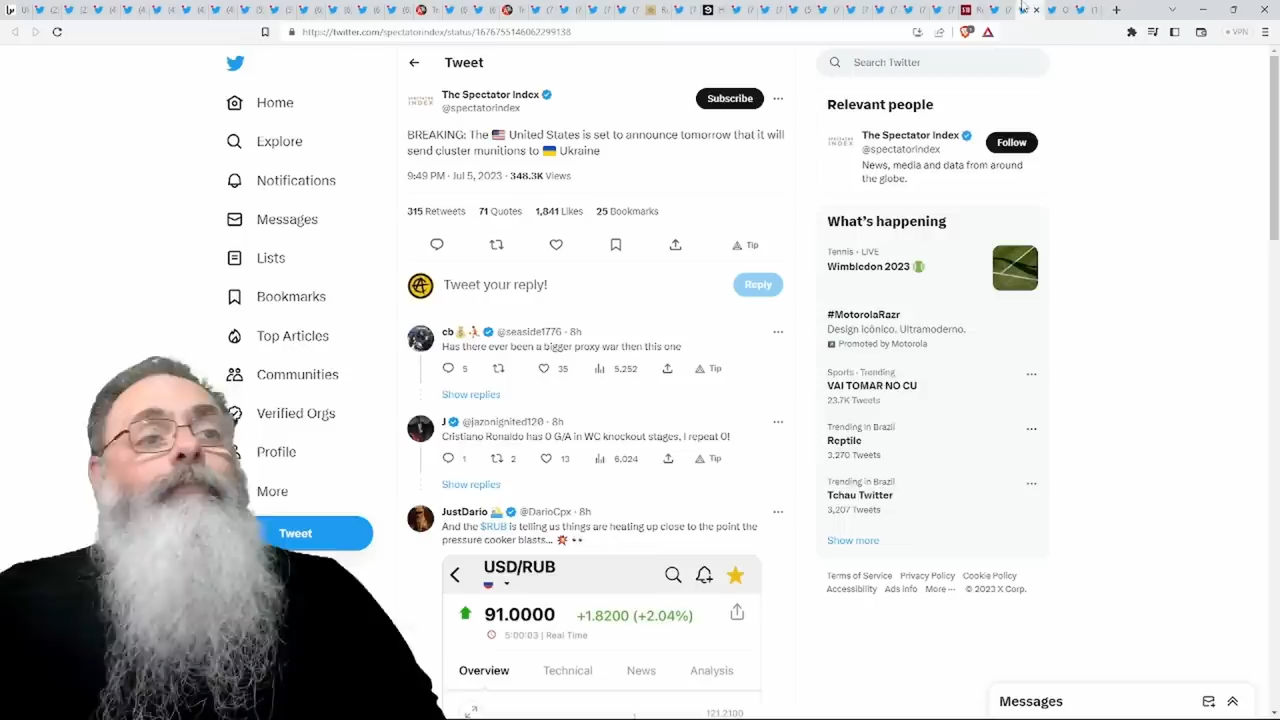 https://twitter.com/spectatorindex/status/1676755146062299138
VPN
Home
Explore
Notifications
Messages
Lists
Bookmarks
Top Articles
Communities
Verified Orgs
Profile
More
Tweet
Tweet
The Spectator Index
@spectatorindex
Subscribe
BREAKING: The 🇺🇸 United States is set to announce tomorrow that it will
send cluster munitions to 🇺🇦 Ukraine
9:49 PM · Jul 5, 2023 · 348.3K Views
315 Retweets 71 Quotes 1,841 Likes 25 Bookmarks
Tip
Tweet your reply!
Reply
cb @seaside1776 · 8h
Has there ever been a bigger proxy war then this one
5 35 5,252 Tip
Show replies
J @jazonignited120 · 8h
Cristiano Ronaldo has 0 G/A in WC knockout stages, I repeat 0!
1 2 13 6,024 Tip
Show replies
JustDario @DarioCpx · 8h
And the $RUB is telling us things are heating up close to the point the
pressure cooker blasts... 💥 👀
USD/RUB
91.0000 +1.8200 (+2.04%)
5:00:03 | Real Time
Overview Technical News Analysis
121.2100
Search Twitter
Relevant people
The Spectator Index
@spectatorindex
Follow
News, media and data from around
the globe.
What's happening
Tennis · LIVE
Wimbledon 2023
#MotorolaRazr
Design icônico. Ultramoderno.
Promoted by Motorola
Sports · Trending
VAI TOMAR NO CU
23.7K Tweets
Trending in Brazil
Reptile
3,270 Tweets
Trending in Brazil
Tchau Twitter
3,207 Tweets
Show more
Terms of Service Privacy Policy Cookie Policy
Accessibility Ads info More ··· © 2023 X Corp.
Messages